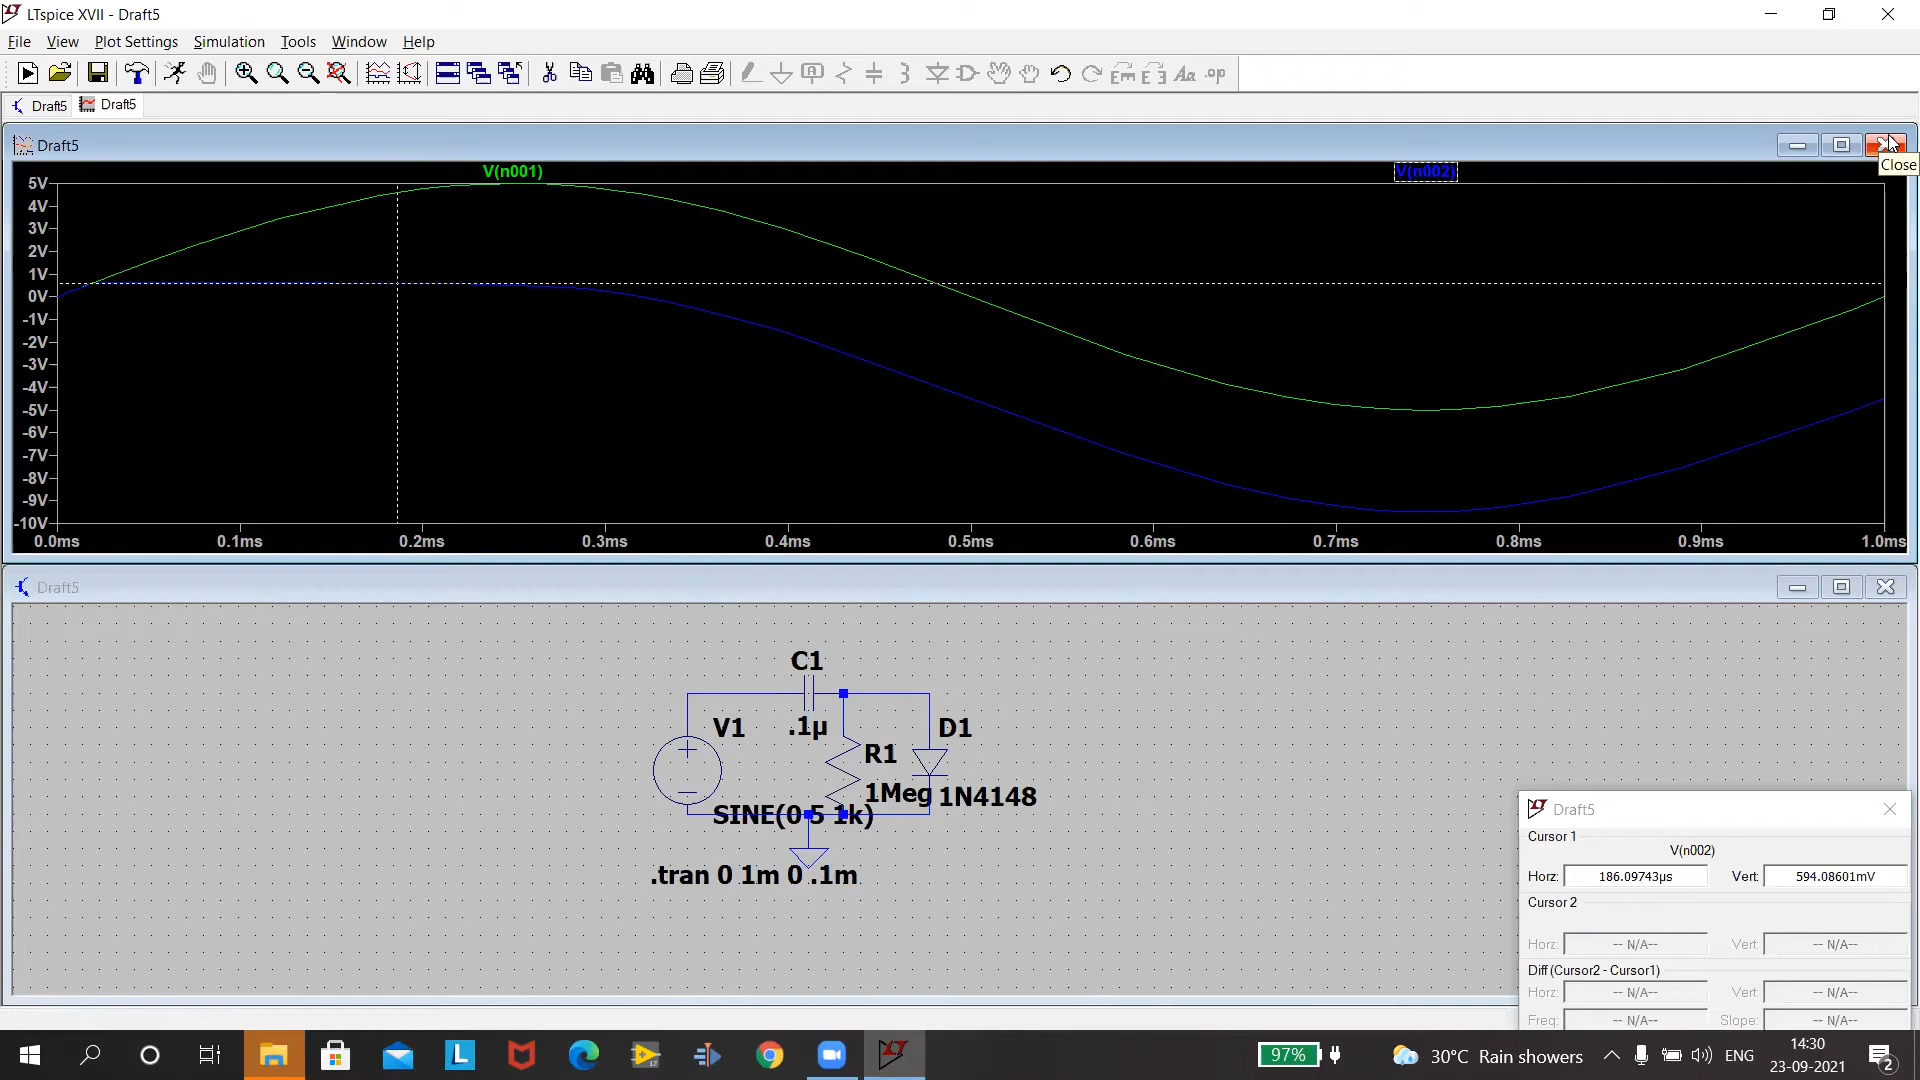 LTspice XVII - Draft5
File View Plot Settings Simulation Tools Window Help
Draft5 Draft5
Draft5
Close
V(n001) V(n002)
5V
4V
3V
2V
1V
0V
-1V
-2V
-3V
-4V
-5V
-6V
-7V
-8V
-9V
-10V
0.0ms 0.1ms 0.2ms 0.3ms 0.4ms 0.5ms 0.6ms 0.7ms 0.8ms 0.9ms 1.0ms
Draft5
C1
.1µ
V1
R1
1Meg
D1
1N4148
SINE(0 5 1k)
.tran 0 1m 0 .1m
Draft5
Cursor 1
V(n002)
Horz: 186.09743µs Vert: 594.08601mV
Cursor 2
Horz: -- N/A-- Vert: -- N/A--
Diff (Cursor2 - Cursor1)
Horz: -- N/A-- Vert: -- N/A--
Freq: -- N/A-- Slope: -- N/A--
97%
30°C Rain showers
ENG
14:30
23-09-2021
2